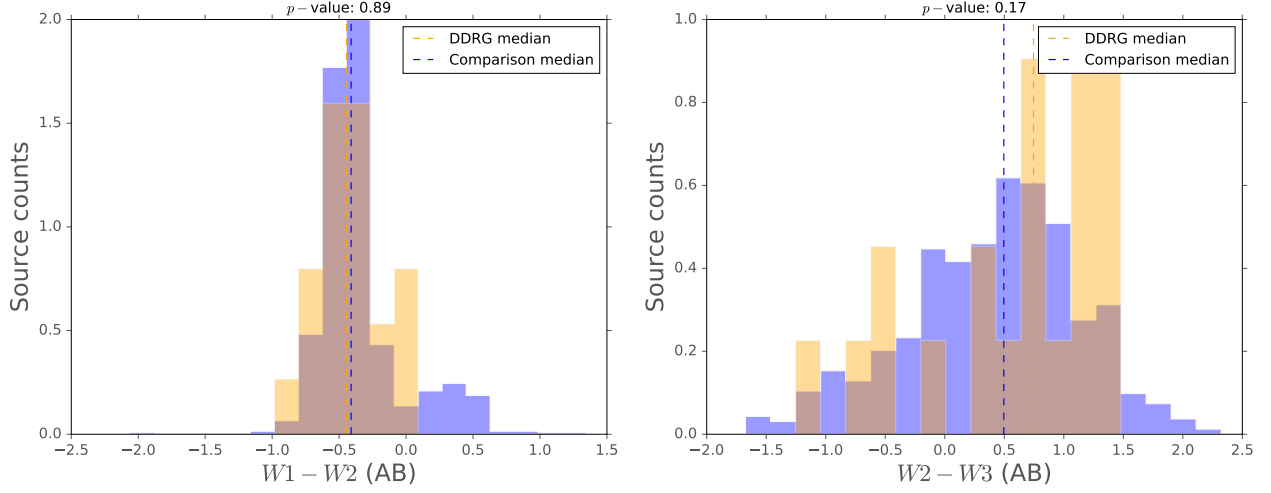 p − value: 0.89
2.0
1.5
1.0
0.5
0.0
Source counts
DDRG median
Comparison median
−2.5 −2.0 −1.5 −1.0 −0.5 0.0 0.5 1.0 1.5
W1 − W2 (AB)
p − value: 0.17
1.0
0.8
0.6
0.4
0.2
0.0
Source counts
DDRG median
Comparison median
−2.0 −1.5 −1.0 −0.5 0.0 0.5 1.0 1.5 2.0 2.5
W2 − W3 (AB)